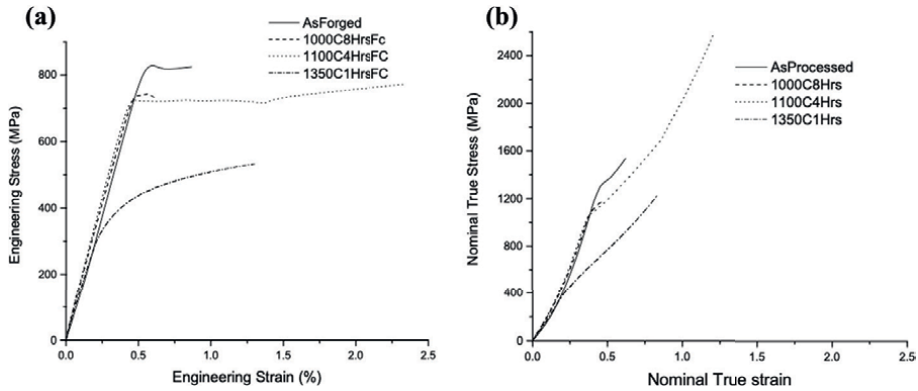 (a)
AsForged
1000C8HrsFc
1100C4HrsFC
1350C1HrsFC
800
600
400
200
0
0.0 0.5 1.0 1.5 2.0 2.5
Engineering Stress (MPa)
Engineering Strain (%)
(b)
AsProcessed
1000C8Hrs
1100C4Hrs
1350C1Hrs
2400
2000
1600
1200
800
400
0
0.0 0.5 1.0 1.5 2.0 2.5
Nominal True Stress (MPa)
Nominal True strain